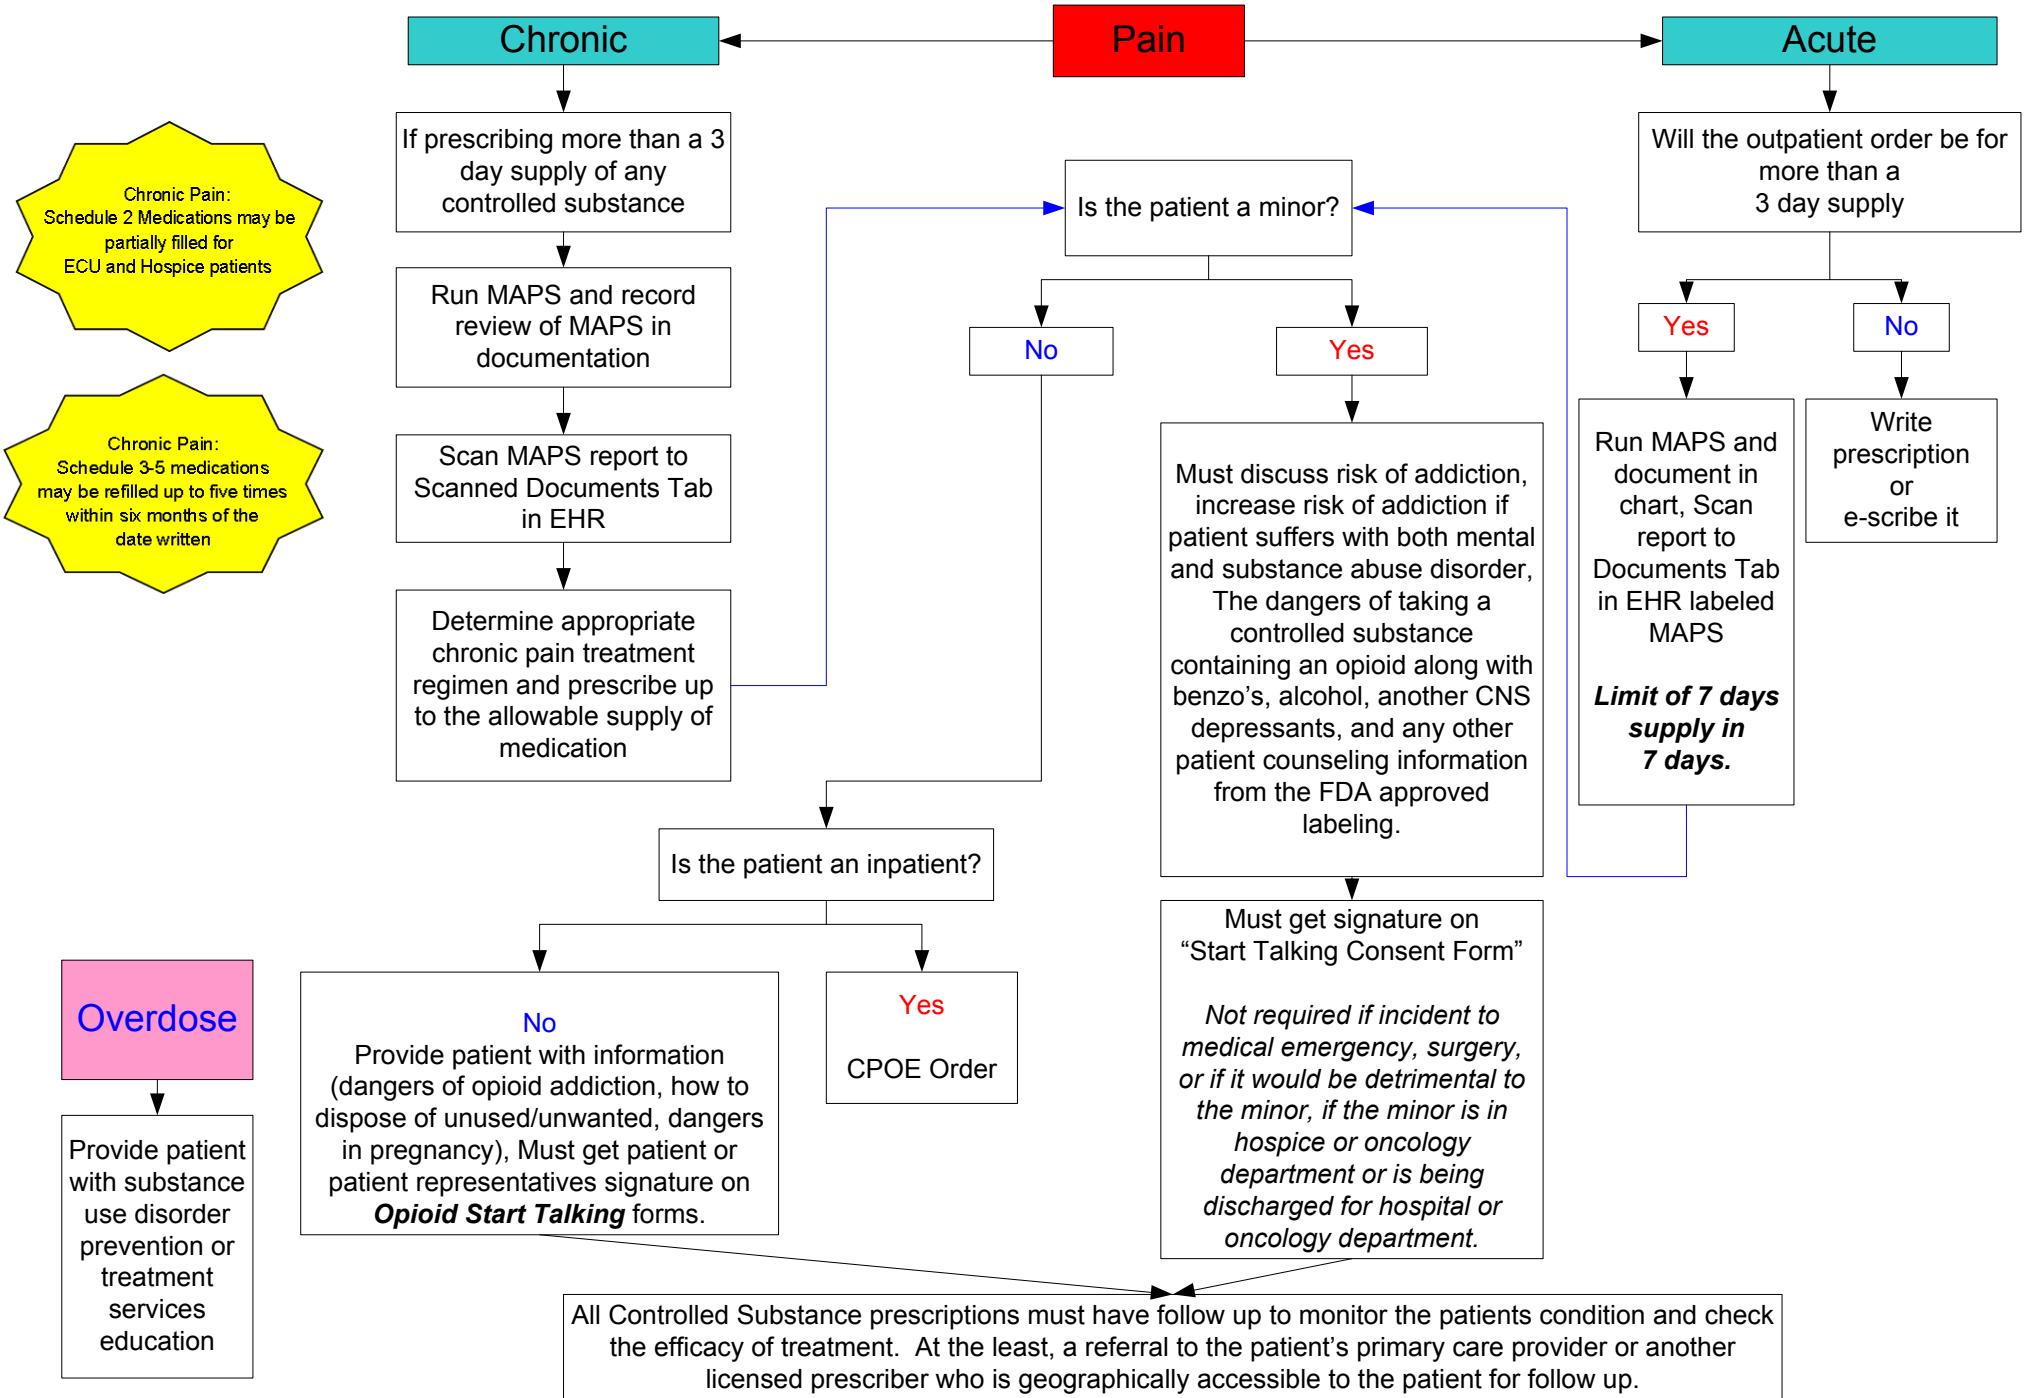 Chronic
Pain
Acute
If prescribing more than a 3
day supply of any
controlled substance
Run MAPS and record
review of MAPS in
documentation
Scan MAPS report to
Scanned Documents Tab
in EHR
Determine appropriate
chronic pain treatment
regimen and prescribe up
to the allowable supply of
medication
Chronic Pain:
Schedule 2 Medications may be
partially filled for
ECU and Hospice patients
Chronic Pain:
Schedule 3-5 medications
may be refilled up to five times
within six months of the
date written
Is the patient a minor?
No
Yes
Must discuss risk of addiction,
increase risk of addiction if
patient suffers with both mental
and substance abuse disorder,
The dangers of taking a
controlled substance
containing an opioid along with
benzo’s, alcohol, another CNS
depressants, and any other
patient counseling information
from the FDA approved
labeling.
Must get signature on
“Start Talking Consent Form”
Not required if incident to
medical emergency, surgery,
or if it would be detrimental to
the minor, if the minor is in
hospice or oncology
department or is being
discharged for hospital or
oncology department.
Will the outpatient order be for
more than a
3 day supply
Yes
No
Run MAPS and
document in
chart, Scan
report to
Documents Tab
in EHR labeled
MAPS
Limit of 7 days
supply in
7 days.
Write
prescription
or
e-scribe it
Is the patient an inpatient?
No
Provide patient with information
(dangers of opioid addiction, how to
dispose of unused/unwanted, dangers
in pregnancy), Must get patient or
patient representatives signature on
Opioid Start Talking forms.
Yes
CPOE Order
Overdose
Provide patient
with substance
use disorder
prevention or
treatment
services
education
All Controlled Substance prescriptions must have follow up to monitor the patients condition and check
the efficacy of treatment.  At the least, a referral to the patient’s primary care provider or another
licensed prescriber who is geographically accessible to the patient for follow up.